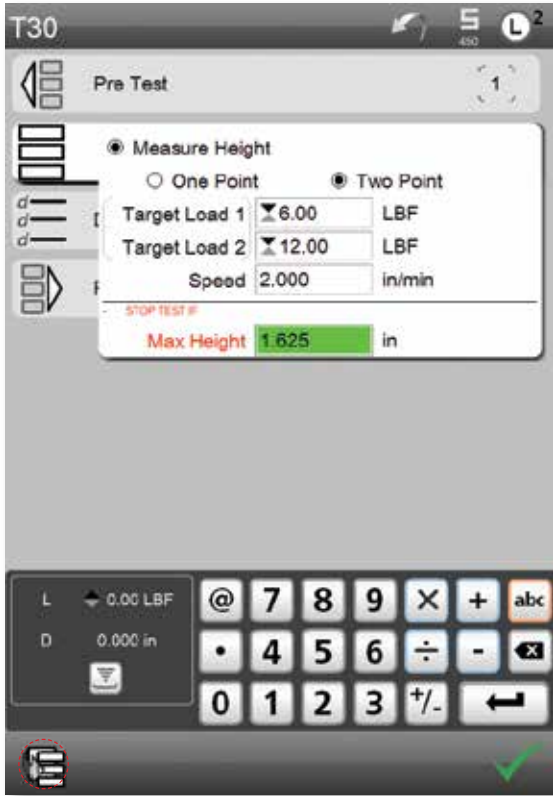 T30
450
L 2
Pre Test 1
Measure Height
One Point Two Point
Target Load 1 6.00 LBF
Target Load 2 12.00 LBF
Speed 2.000 in/min
STOP TEST IF
Max Height 1.625 in
d
d
d
L 0.00 LBF
D 0.000 in
@ 7 8 9 × + abc
• 4 5 6 ÷ -
0 1 2 3 +/-